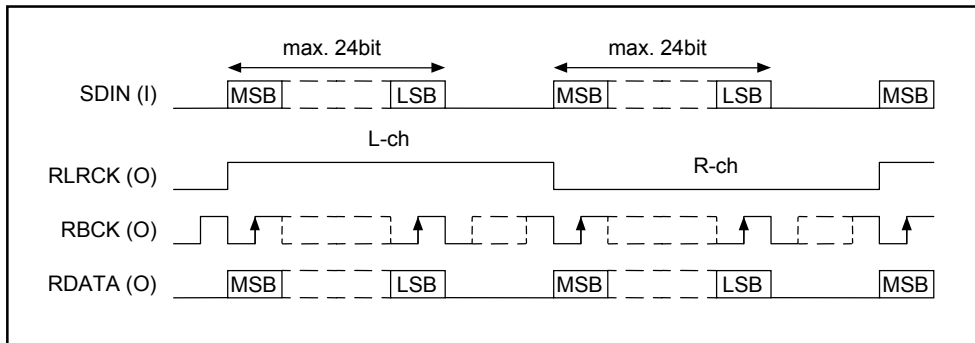 max. 24bit max. 24bit
SDIN (I) MSB LSB MSB LSB MSB
L-ch
RLRCK (O) R-ch
RBCK (O)
RDATA (O) MSB LSB MSB LSB MSB